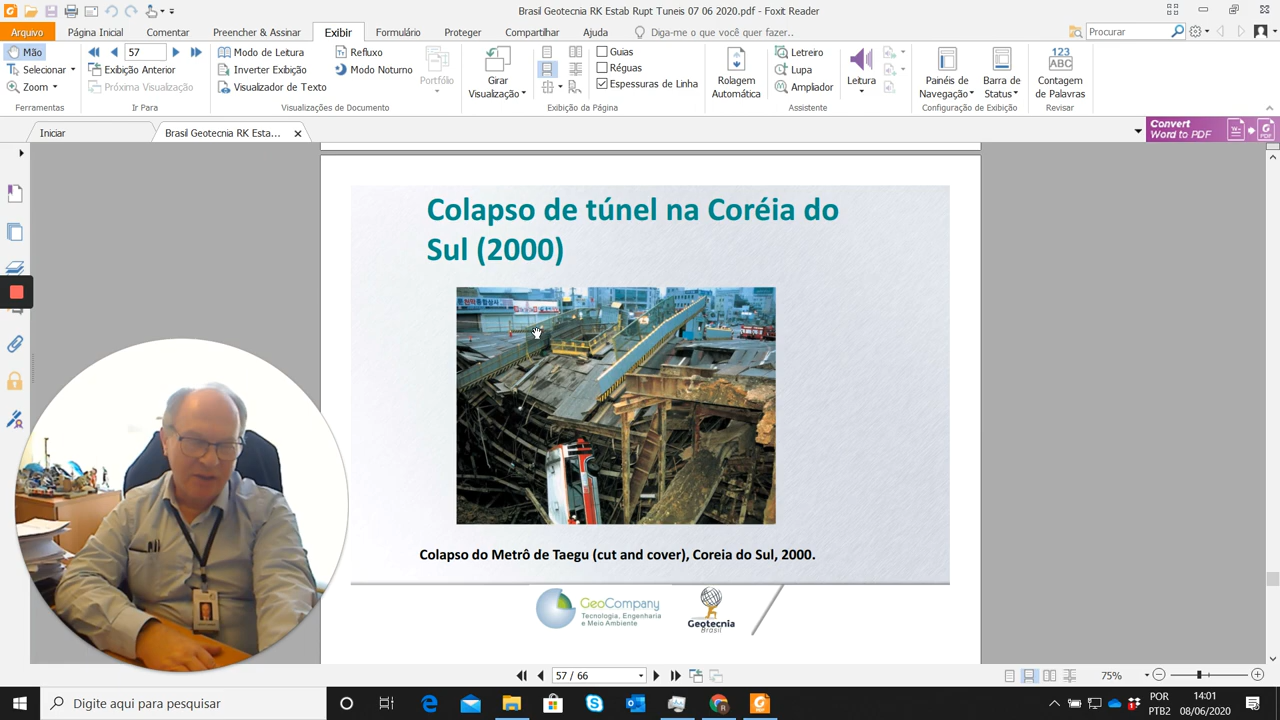 Brasil Geotecnia RK Estab Rupt Tuneis 07 06 2020.pdf - Foxit Reader
Arquivo Página Inicial Comentar Preencher & Assinar Exibir Formulário Proteger Compartilhar Ajuda Diga-me o que você quer fazer.. Procurar
Mão 57 Modo de Leitura Refluxo Guias Letreiro
Selecionar Exibição Anterior Inverter Exibição Modo Noturno Réguas Lupa
Zoom Próxima Visualização Visualizador de Texto Portfólio Girar Visualização Espessuras de Linha Rolagem Automática Ampliador Leitura Painéis de Navegação Barra de Status 123 ABC Contagem de Palavras
Ferramentas Ir Para Visualizações de Documento Exibição da Página Assistente Configuração de Exibição Revisar
Iniciar Brasil Geotecnia RK Esta... Convert Word to PDF
Colapso de túnel na Coréia do
Sul (2000)
Colapso do Metrô de Taegu (cut and cover), Coreia do Sul, 2000.
GeoCompany
Tecnologia, Engenharia
e Meio Ambiente
Geotecnia
Brasil
57 / 66 75%
Digite aqui para pesquisar
POR 14:01
PTB2 08/06/2020